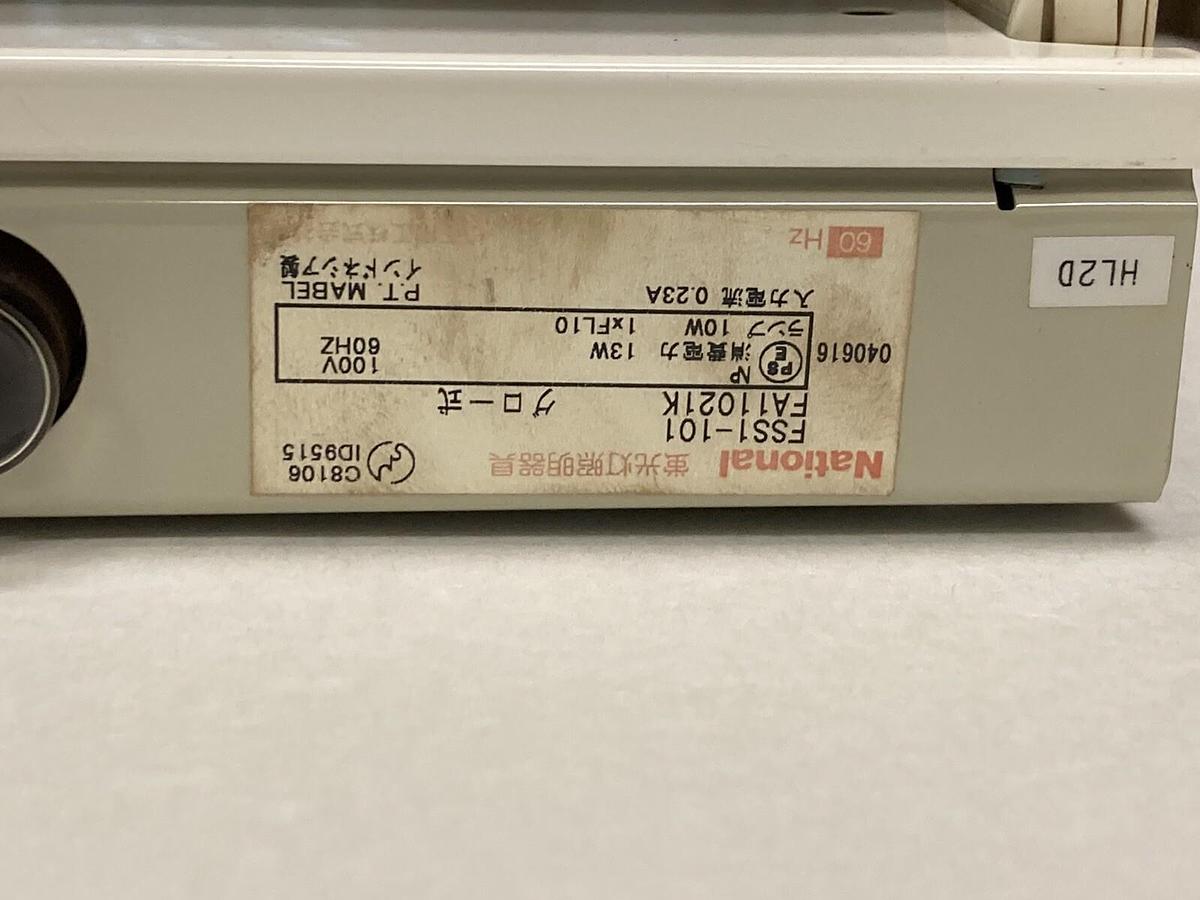 National 蛍光灯照明器具
C8106
ID9515
FSS1-101
FA11021K グロー式
NP
PS
E
消費電力 13W 100V
60HZ
ランプ 10W 1xFL10
040616
入力電流 0.23A P.T. MABEL
インドネシア製
60 Hz
HL2D